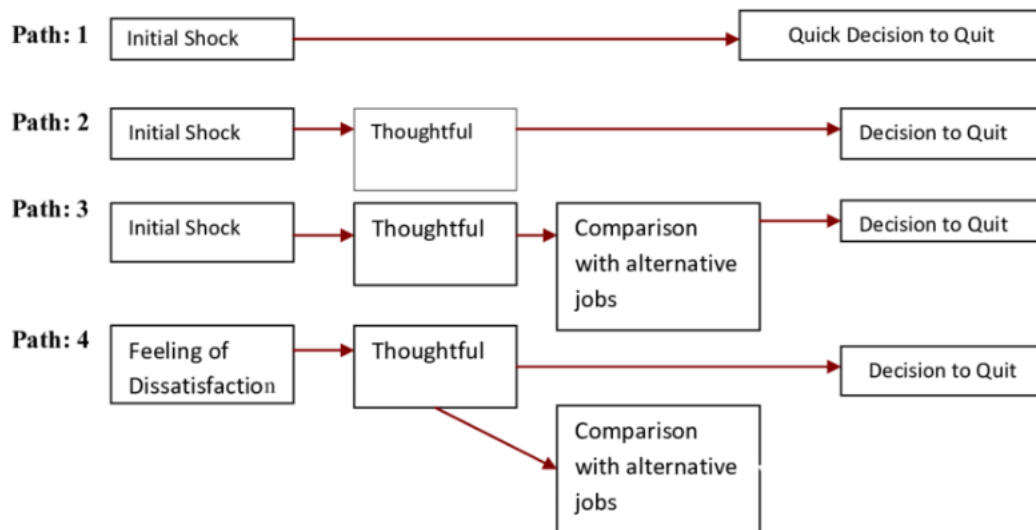 Path: 1
Initial Shock
Quick Decision to Quit
Path: 2
Initial Shock
Thoughtful
Decision to Quit
Path: 3
Initial Shock
Thoughtful
Comparison
with alternative
jobs
Decision to Quit
Path: 4
Feeling of
Dissatisfaction
Thoughtful
Decision to Quit
Comparison
with alternative
jobs